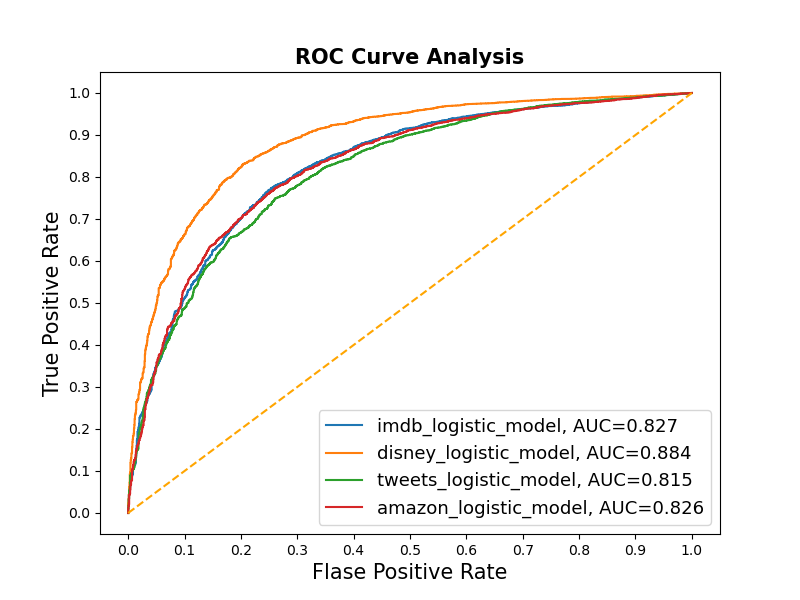 ROC Curve Analysis
True Positive Rate
1.0
0.9
0.8
0.7
0.6
0.5
0.4
0.3
0.2
0.1
0.0
imdb_logistic_model, AUC=0.827
disney_logistic_model, AUC=0.884
tweets_logistic_model, AUC=0.815
amazon_logistic_model, AUC=0.826
0.0 0.1 0.2 0.3 0.4 0.5 0.6 0.7 0.8 0.9 1.0
Flase Positive Rate